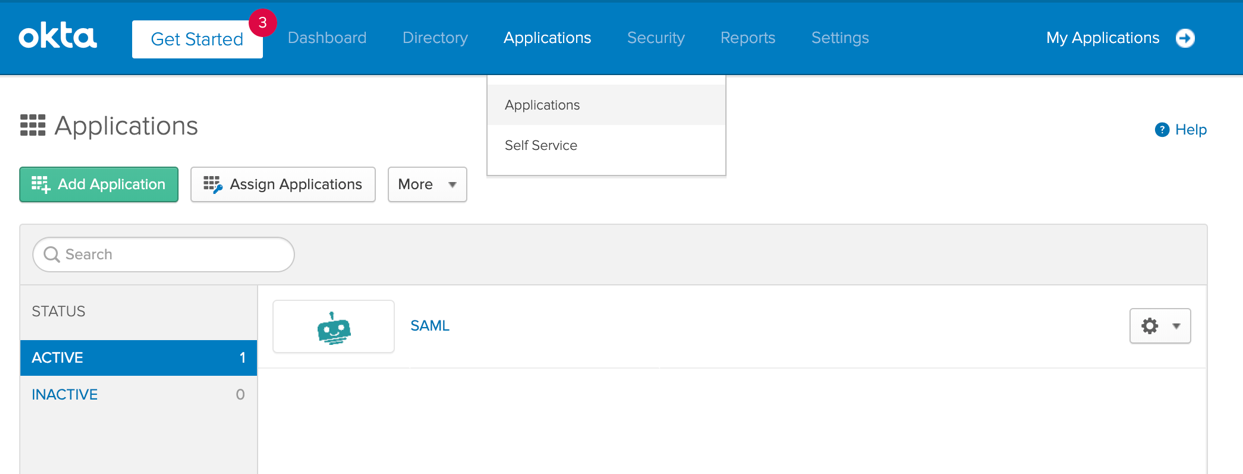 okta
Get Started 3 Dashboard Directory Applications Security Reports Settings My Applications
Applications
Self Service
Applications
? Help
Add Application Assign Applications More
Search
STATUS
SAML
ACTIVE 1
INACTIVE 0